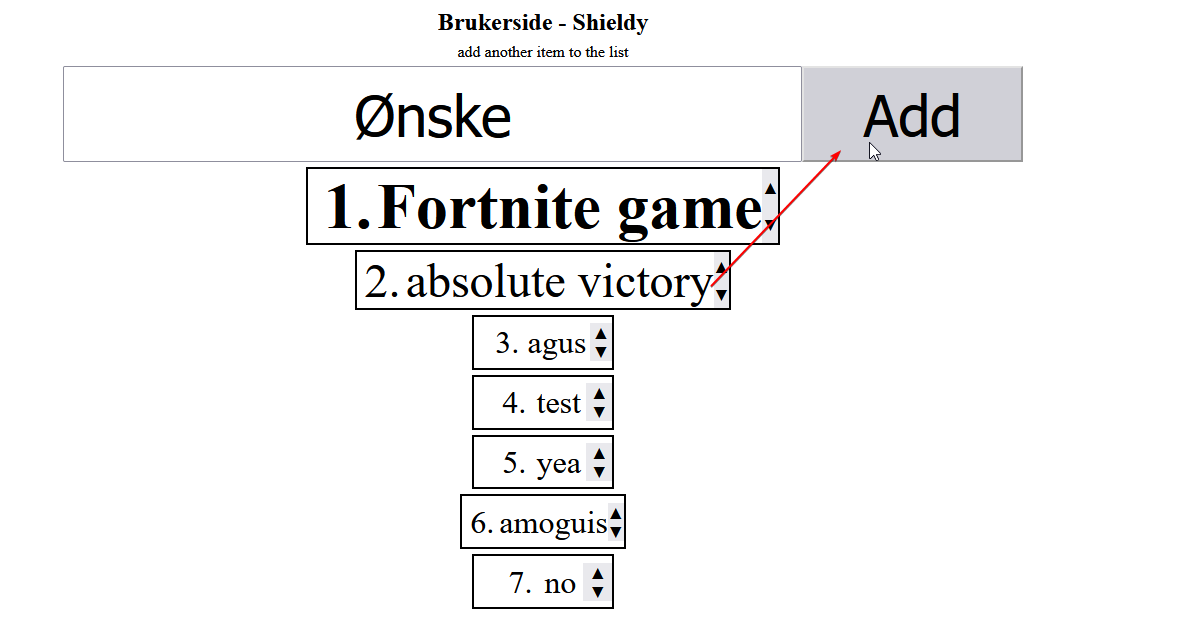 Brukerside - Shieldy
add another item to the list
Ønske Add
1. Fortnite game
2. absolute victory
3. agus
4. test
5. yea
6. amoguis
7. no